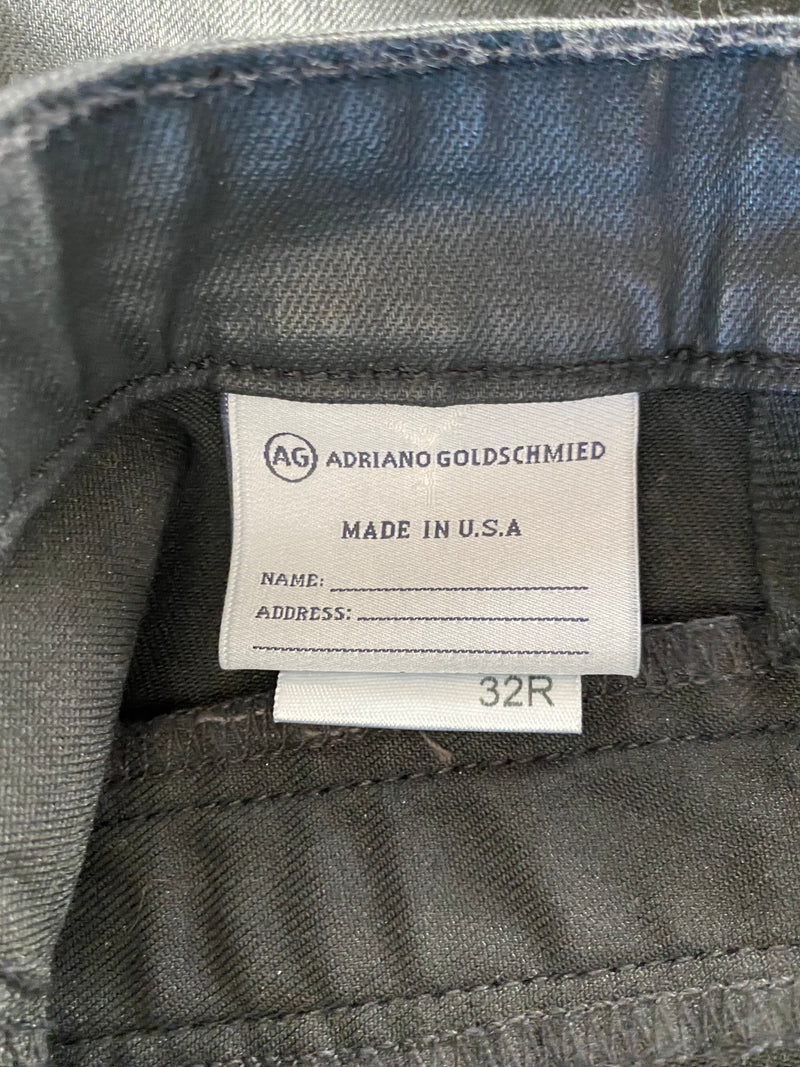 AG ADRIANO GOLDSCHMIED
MADE IN U.S.A
NAME:
ADDRESS:
32R